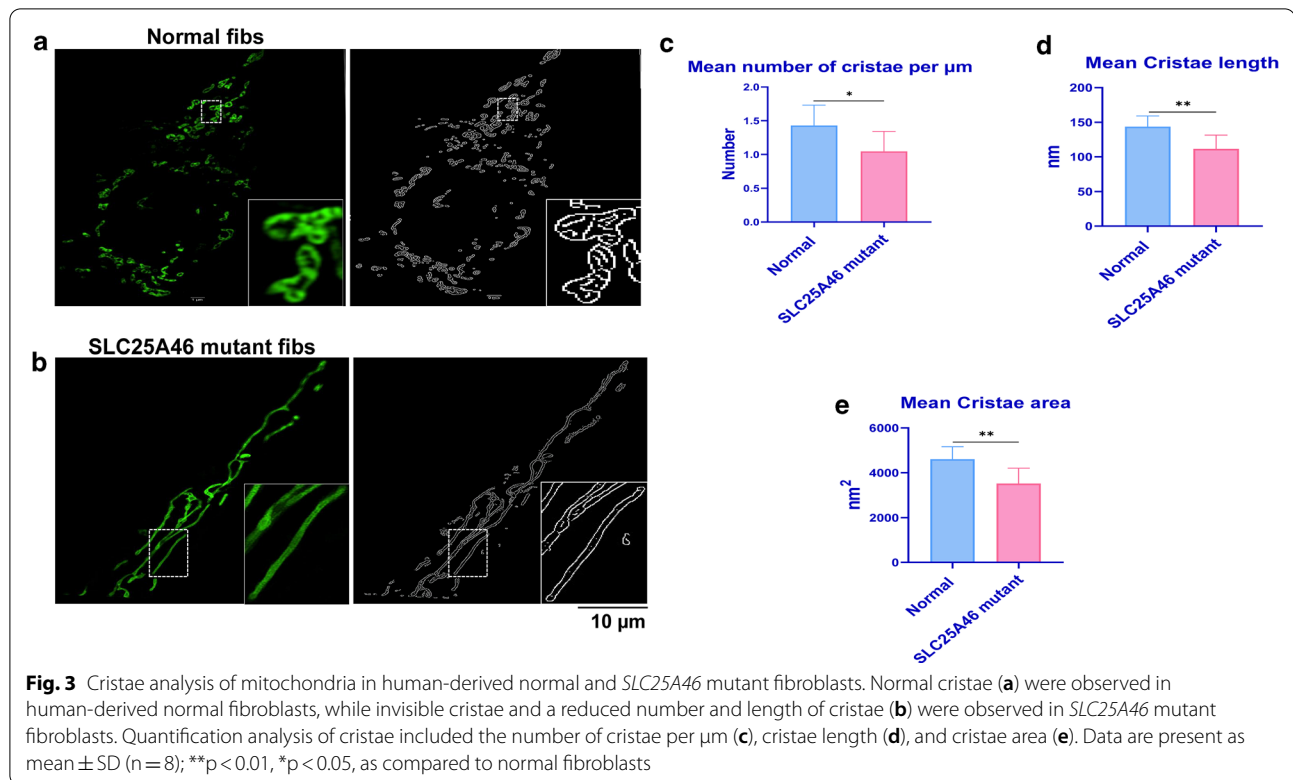 a
Normal fibs
b
SLC25A46 mutant fibs
10 µm
c
Mean number of cristae per µm
Number
2.0
1.5
1.0
0.5
0.0
*
Normal
SLC25A46 mutant
d
Mean Cristae length
nm
200
150
100
50
0
**
Normal
SLC25A46 mutant
e
Mean Cristae area
nm²
6000
4000
2000
0
**
Normal
SLC25A46 mutant
Fig. 3 Cristae analysis of mitochondria in human-derived normal and SLC25A46 mutant fibroblasts. Normal cristae (a) were observed in
human-derived normal fibroblasts, while invisible cristae and a reduced number and length of cristae (b) were observed in SLC25A46 mutant
fibroblasts. Quantification analysis of cristae included the number of cristae per µm (c), cristae length (d), and cristae area (e). Data are present as
mean ± SD (n = 8); **p < 0.01, *p < 0.05, as compared to normal fibroblasts